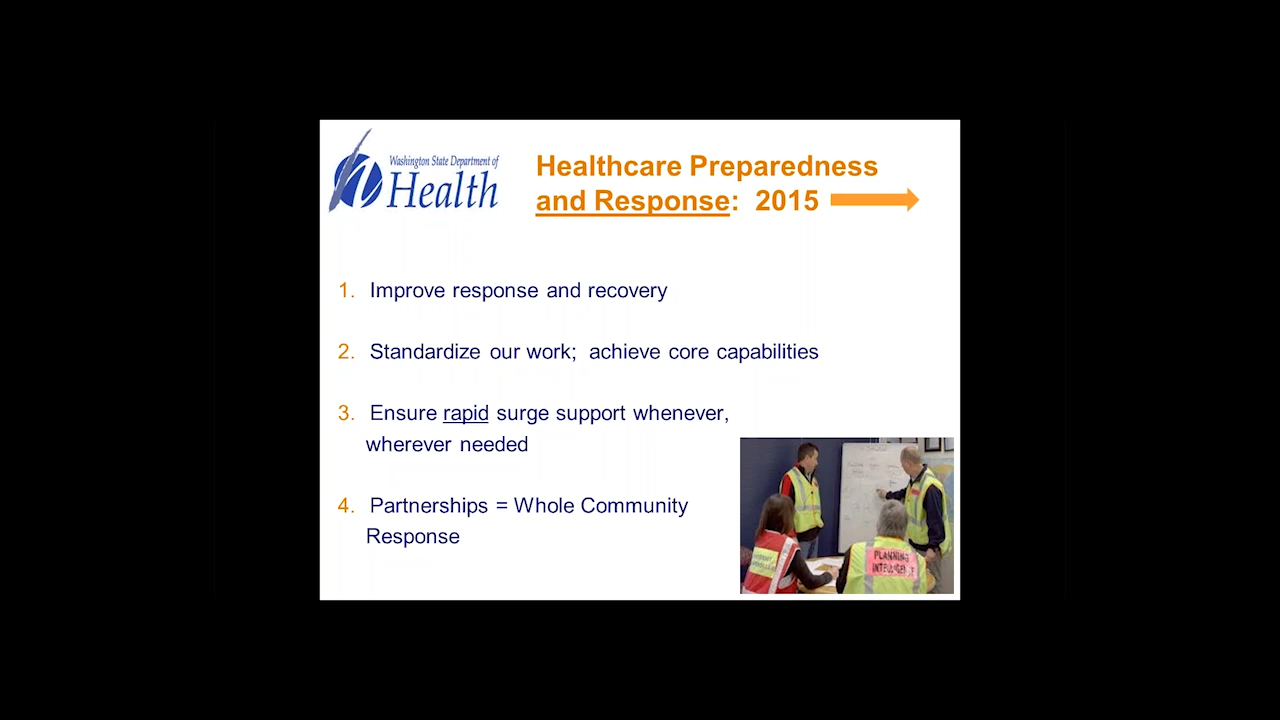 Washington State Department of
Health
Healthcare Preparedness
and Response: 2015
1. Improve response and recovery
2. Standardize our work; achieve core capabilities
3. Ensure rapid surge support whenever,
wherever needed
4. Partnerships = Whole Community
Response
PLANNING